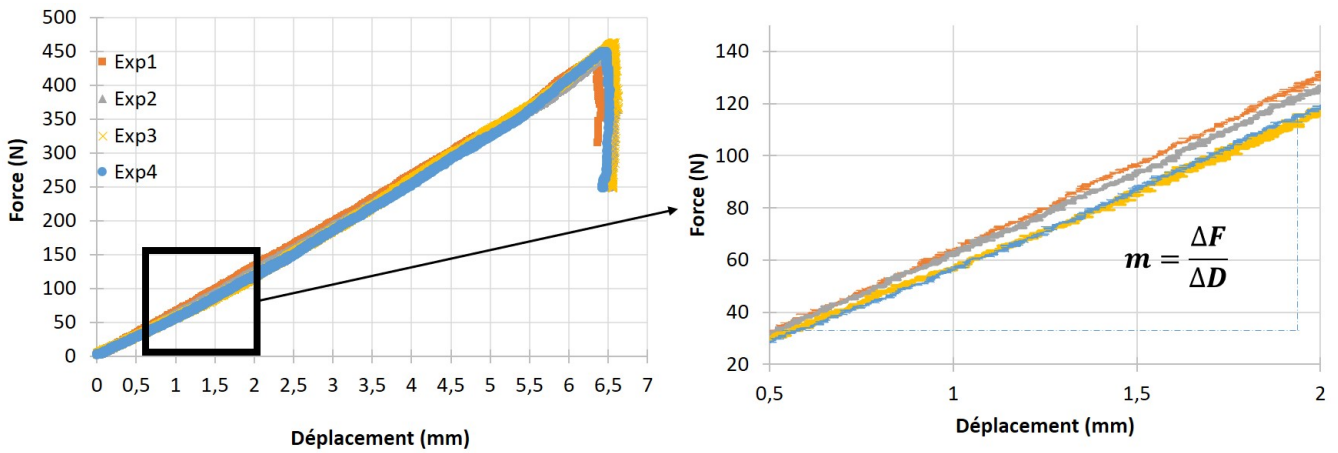 500
450
400
350
300
250
200
150
100
50
0
Force (N)
Exp1
Exp2
Exp3
Exp4
0 0,5 1 1,5 2 2,5 3 3,5 4 4,5 5 5,5 6 6,5 7
Déplacement (mm)
140
120
100
80
60
40
20
Force (N)
m = ΔF/ΔD
0,5 1 1,5 2
Déplacement (mm)